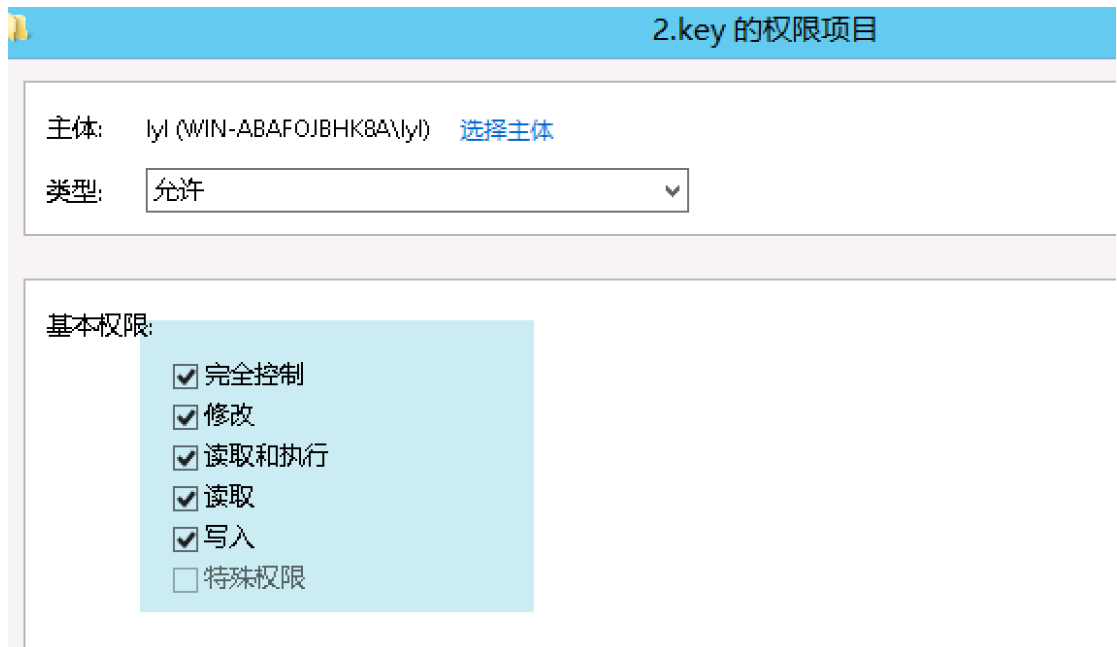 2.key 的权限项目
主体: lyl (WIN-ABAFOJBHK8A\lyl) 选择主体
类型: 允许
基本权限:
完全控制
修改
读取和执行
读取
写入
特殊权限